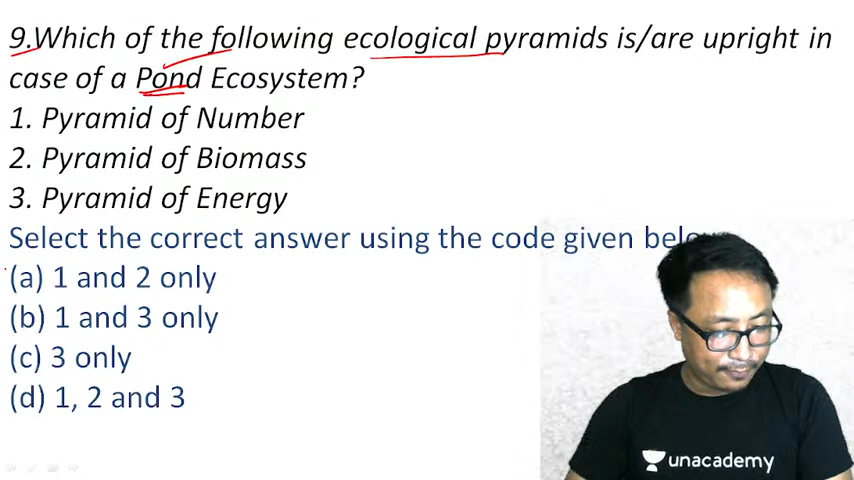 9.Which of the following ecological pyramids is/are upright in
case of a Pond Ecosystem?
1. Pyramid of Number
2. Pyramid of Biomass
3. Pyramid of Energy
Select the correct answer using the code given below
(a) 1 and 2 only
(b) 1 and 3 only
(c) 3 only
(d) 1, 2 and 3
unacademy